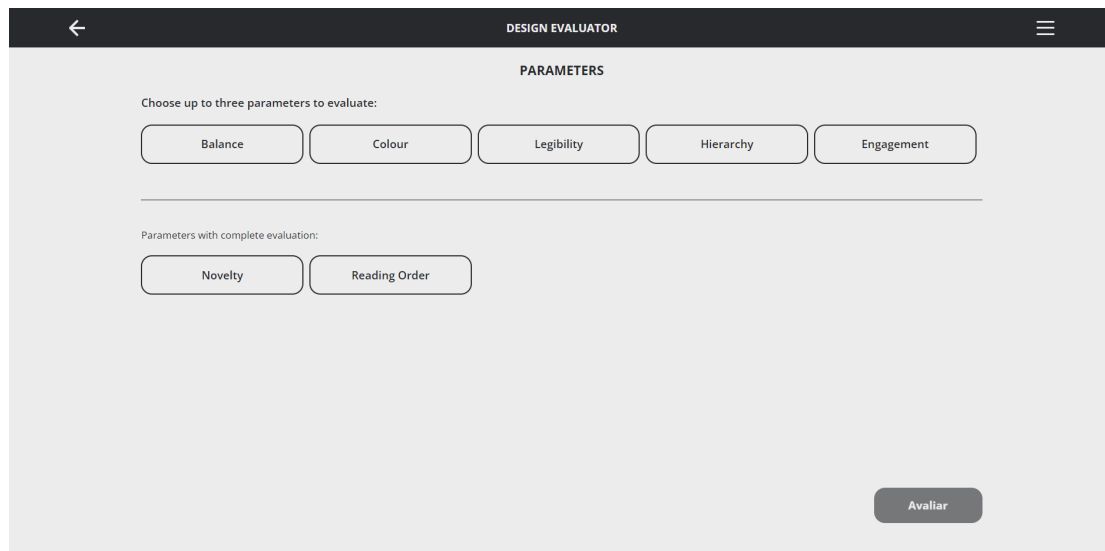 DESIGN EVALUATOR
PARAMETERS
Choose up to three parameters to evaluate:
Balance Colour Legibility Hierarchy Engagement
Parameters with complete evaluation:
Novelty Reading Order
Avaliar